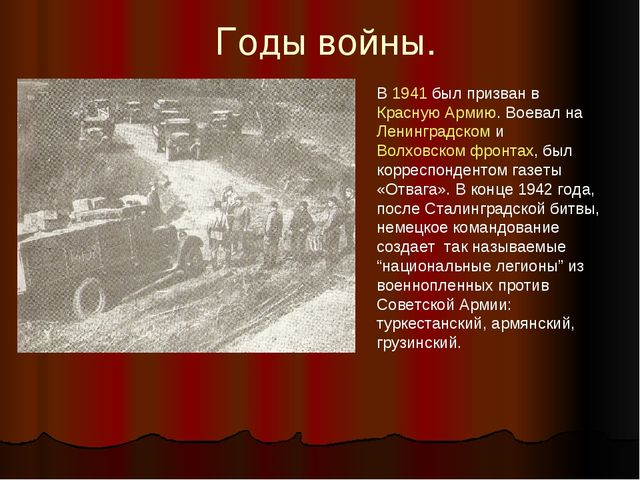 Годы войны.
В 1941 был призван в
Красную Армию. Воевал на
Ленинградском и
Волховском фронтах, был
корреспондентом газеты
«Отвага». В конце 1942 года,
после Сталинградской битвы,
немецкое командование
создает  так называемые
“национальные легионы” из
военнопленных против
Советской Армии:
туркестанский, армянский,
грузинский.